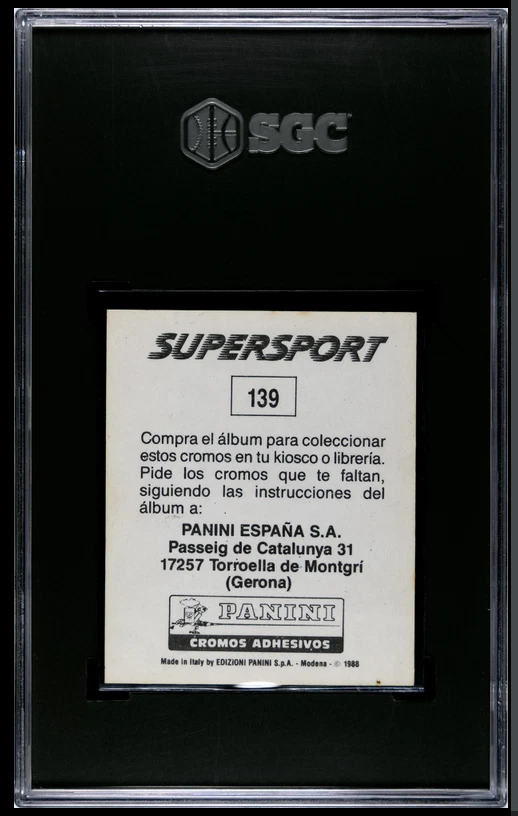 SGC
SUPERSPORT
139
Compra el álbum para coleccionar
estos cromos en tu kiosco o librería.
Pide los cromos que te faltan,
siguiendo las instrucciones del
álbum a:
PANINI ESPAÑA S.A.
Passeig de Catalunya 31
17257 Torroella de Montgrí
(Gerona)
PANINI
CROMOS ADHESIVOS
Made in Italy by EDIZIONI PANINI S.p.A. - Modena - © 1988